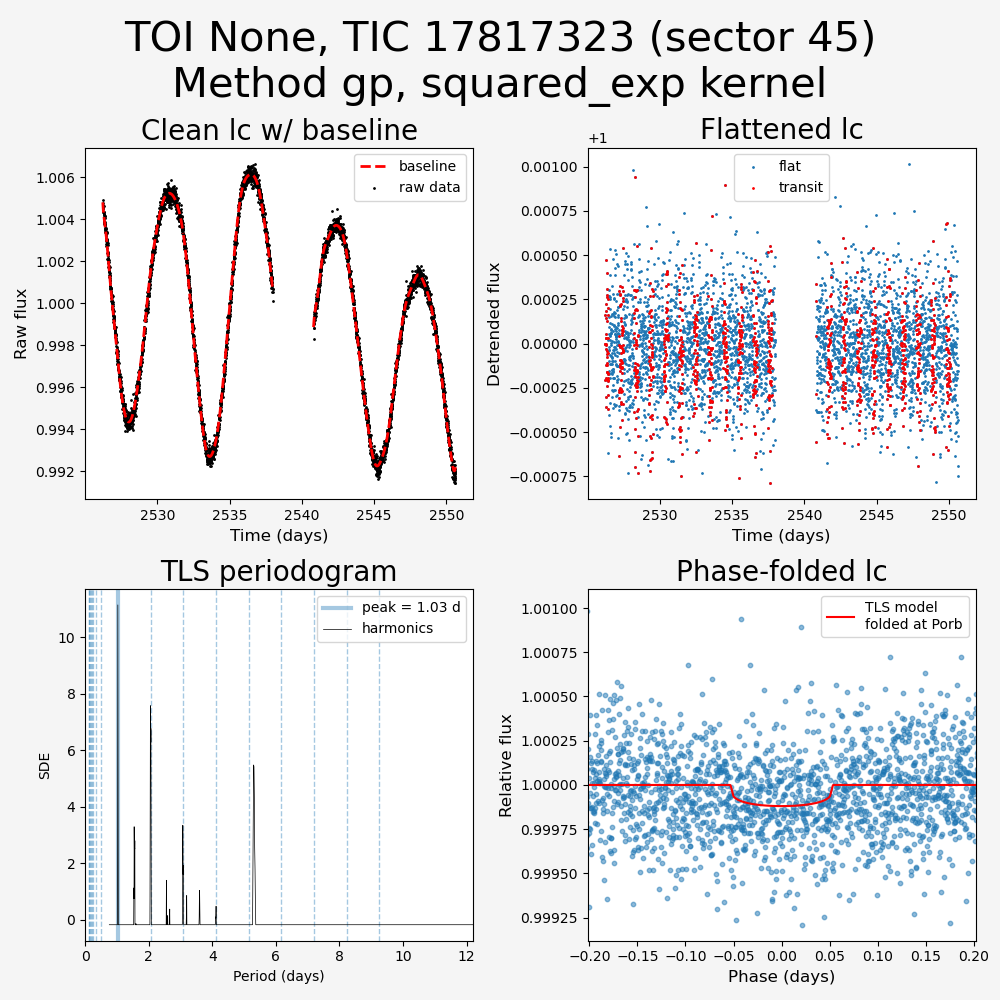 TOI None, TIC 17817323 (sector 45)
Method gp, squared_exp kernel
Clean lc w/ baseline
baseline
raw data
1.006
1.004
1.002
1.000
0.998
0.996
0.994
0.992
Raw flux
2530
2535
2540
2545
2550
Time (days)
Flattened lc
+1
flat
transit
0.00100
0.00075
0.00050
0.00025
0.00000
−0.00025
−0.00050
−0.00075
Detrended flux
2530
2535
2540
2545
2550
Time (days)
TLS periodogram
peak = 1.03 d
harmonics
10
8
6
4
2
0
SDE
0
2
4
6
8
10
12
Period (days)
Phase-folded lc
TLS model
folded at Porb
1.00100
1.00075
1.00050
1.00025
1.00000
0.99975
0.99950
0.99925
Relative flux
−0.20
−0.15
−0.10
−0.05
0.00
0.05
0.10
0.15
0.20
Phase (days)